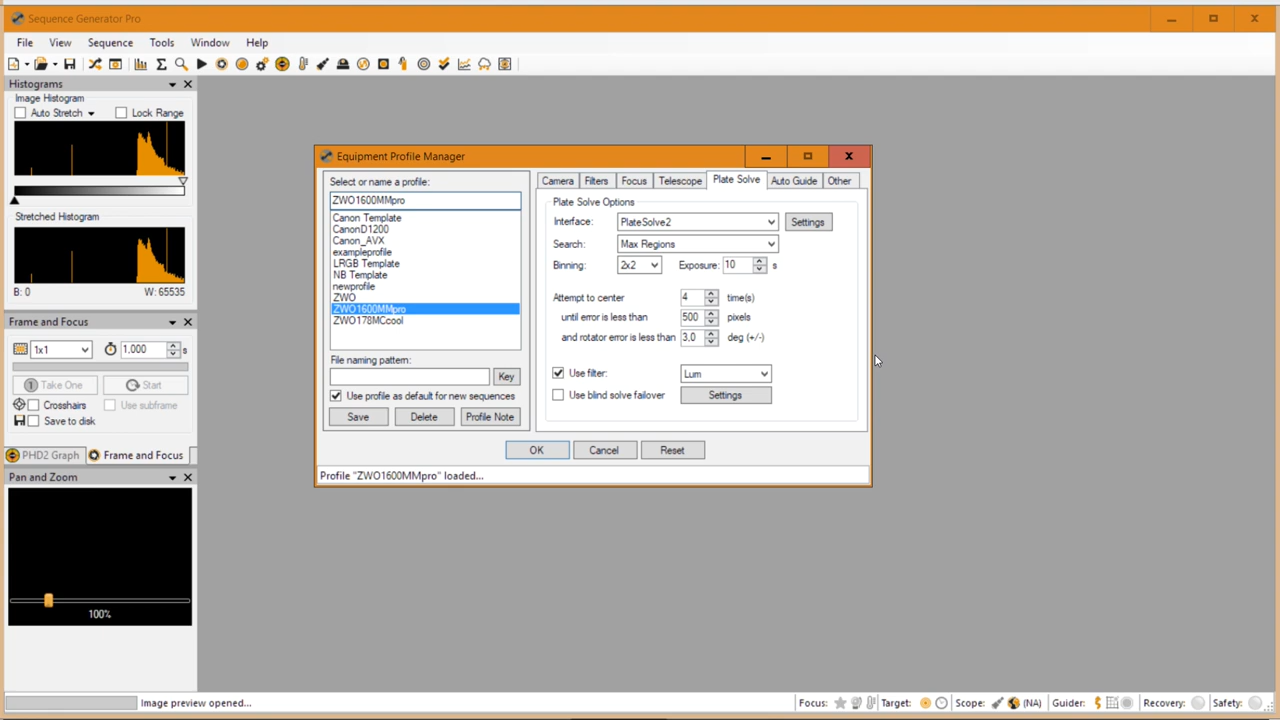 Sequence Generator Pro
File View Sequence Tools Window Help
Histograms
Image Histogram
Auto Stretch Lock Range
Stretched Histogram
B: 0 W: 65535
Frame and Focus
1x1 1.000 s
1 Take One Start
Crosshairs Use subframe
Save to disk
PHD2 Graph Frame and Focus
Pan and Zoom
100%
Equipment Profile Manager
Select or name a profile:
ZWO1600MMpro
Canon Template
CanonD1200
Canon_AVX
exampleprofile
LRGB Template
NB Template
newprofile
ZWO
ZWO1600MMpro
ZWO178MCcool
File naming pattern:
Key
Use profile as default for new sequences
Save Delete Profile Note
Camera Filters Focus Telescope Plate Solve Auto Guide Other
Plate Solve Options
Interface: PlateSolve2 Settings
Search: Max Regions
Binning: 2x2 Exposure: 10 s
Attempt to center 4 time(s)
until error is less than 500 pixels
and rotator error is less than 3.0 deg (+/-)
Use filter: Lum
Use blind solve failover Settings
OK Cancel Reset
Profile "ZWO1600MMpro" loaded...
Image preview opened... Focus: Target: Scope: (NA) Guider: Recovery: Safety: